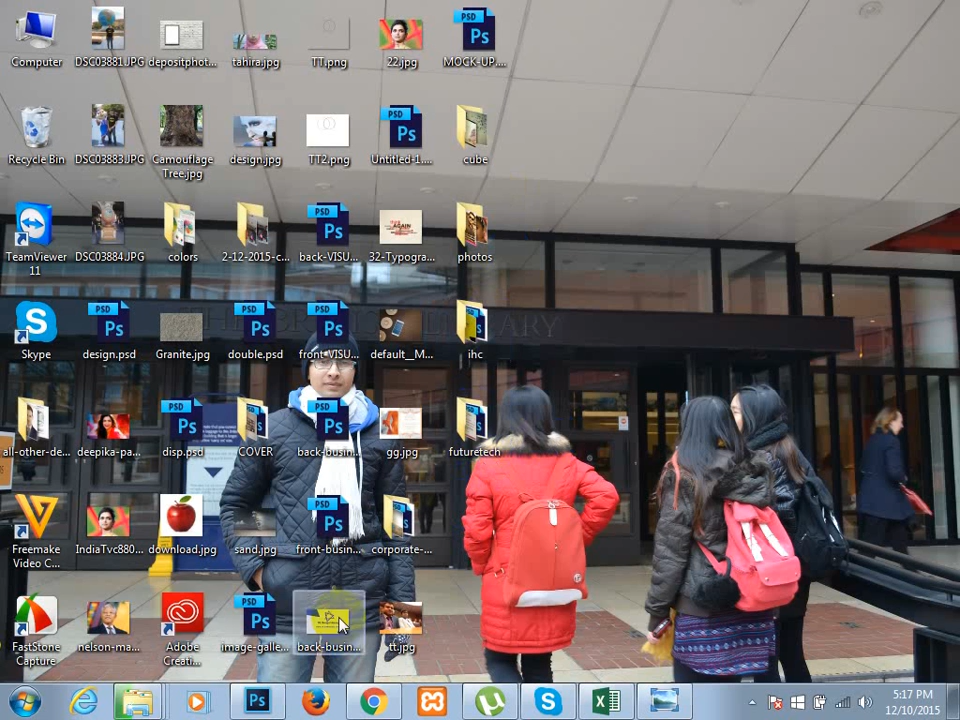 Computer
DSC03881.JPG
depositphot...
tahira.jpg
TT.png
22.jpg
MOCK-UP....
Recycle Bin
DSC03883.JPG
Camouflage
Tree.jpg
design.jpg
TT2.png
Untitled-1....
cube
TeamViewer
11
DSC03884.JPG
colors
2-12-2015-c...
back-VISU...
32-Typogra...
photos
Skype
design.psd
Granite.jpg
double.psd
front-VISU...
default__M...
ihc
all-other-de...
deepika-pa...
disp.psd
COVER
back-busin...
gg.jpg
futuretech
Freemake
Video C...
IndiaTvc880...
download.jpg
sand.jpg
front-busin...
corporate-...
FastStone
Capture
nelson-ma...
Adobe
Creati...
image-galle...
back-busin...
tt.jpg
5:17 PM
12/10/2015